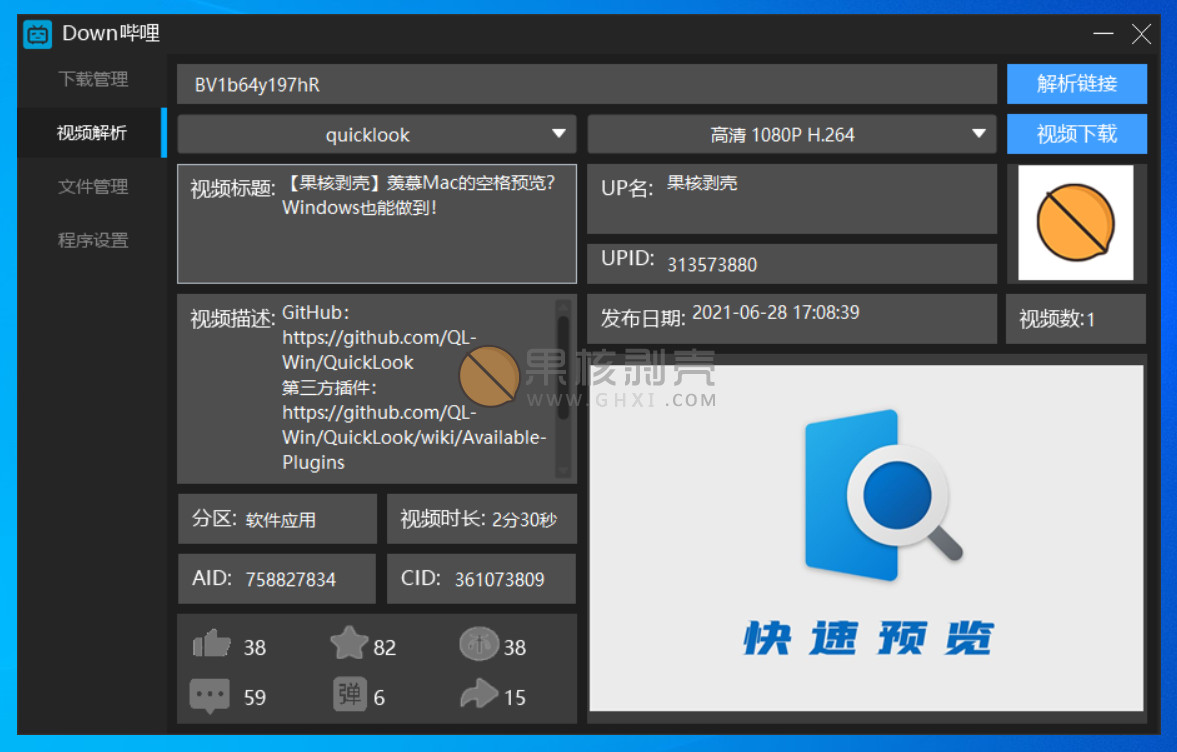 Down哔哩
下载管理
视频解析
文件管理
程序设置
BV1b64y197hR
解析链接
quicklook
高清 1080P H.264
视频下载
视频标题: 【果核剥壳】羡慕Mac的空格预览?
Windows也能做到!
UP名: 果核剥壳
UPID: 313573880
视频描述: GitHub:
https://github.com/QL-
Win/QuickLook
第三方插件:
https://github.com/QL-
Win/QuickLook/wiki/Available-
Plugins
发布日期: 2021-06-28 17:08:39
视频数:1
果核剥壳
WWW.GHXI.COM
分区: 软件应用
视频时长: 2分30秒
AID: 758827834
CID: 361073809
38
82
38
59
弹 6
15
快速预览